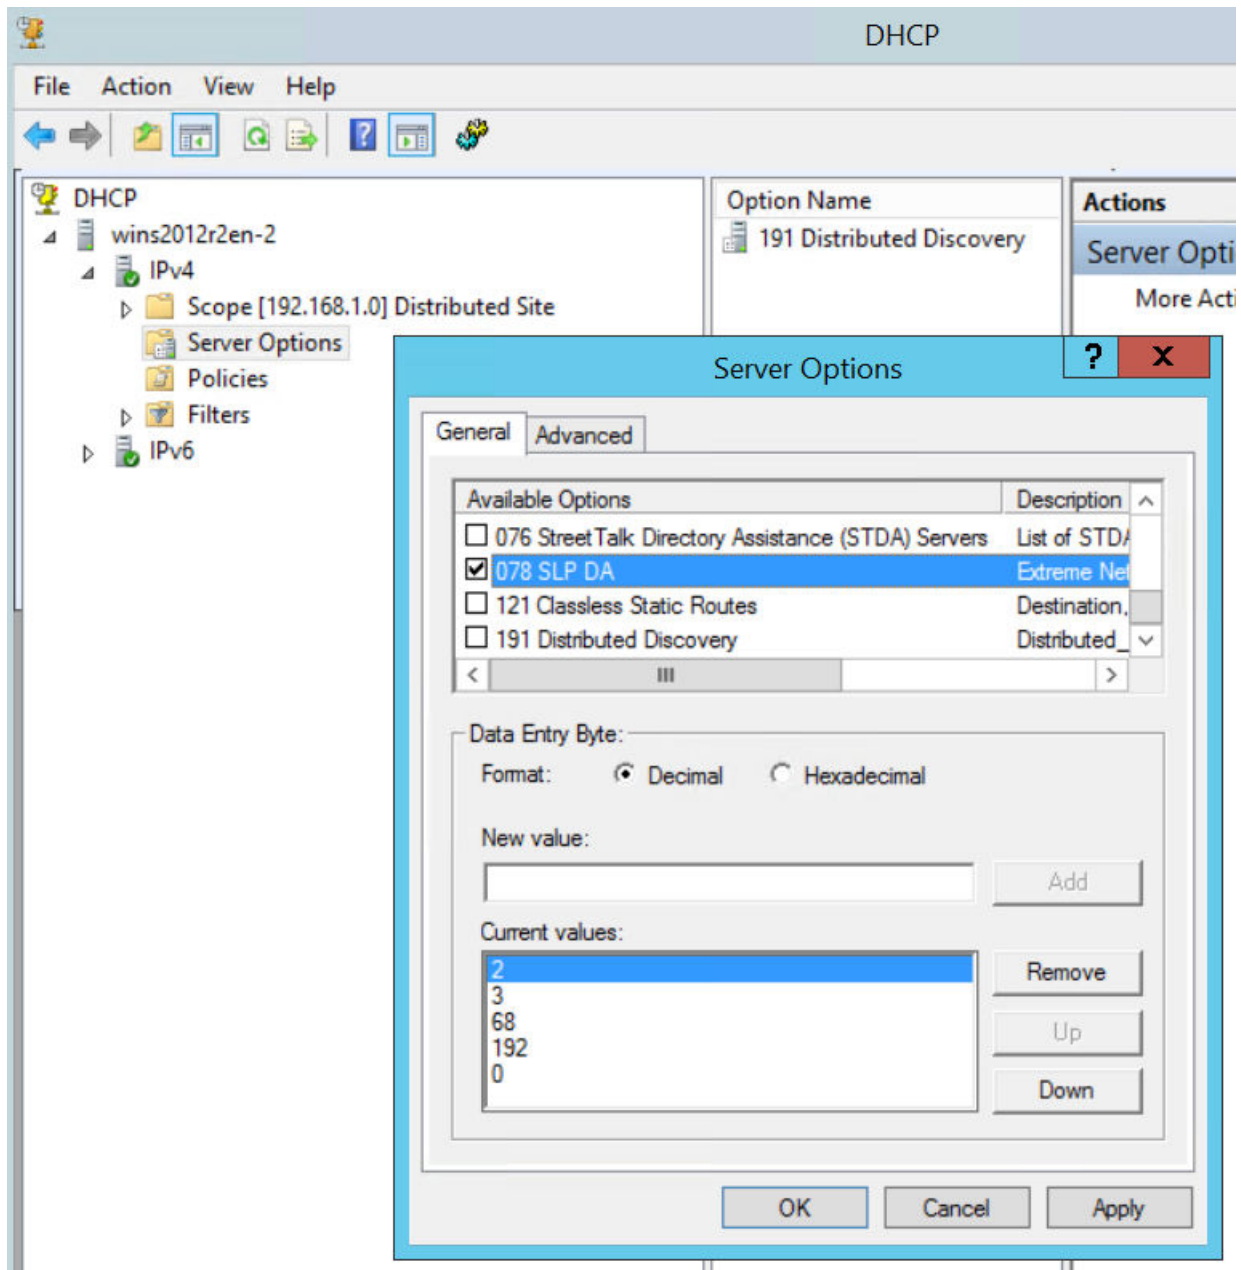 DHCP
File Action View Help
DHCP
wins2012r2en-2
IPv4
Scope [192.168.1.0] Distributed Site
Server Options
Policies
Filters
IPv6
Option Name
191 Distributed Discovery
Actions
Server Opti
More Acti
Server Options
General Advanced
Available Options Description
076 StreetTalk Directory Assistance (STDA) Servers List of STDA
078 SLP DA Extreme Net
121 Classless Static Routes Destination,
191 Distributed Discovery Distributed_
Data Entry Byte:
Format: Decimal Hexadecimal
New value:
Add
Current values:
2
3
68
192
0
Remove
Up
Down
OK Cancel Apply